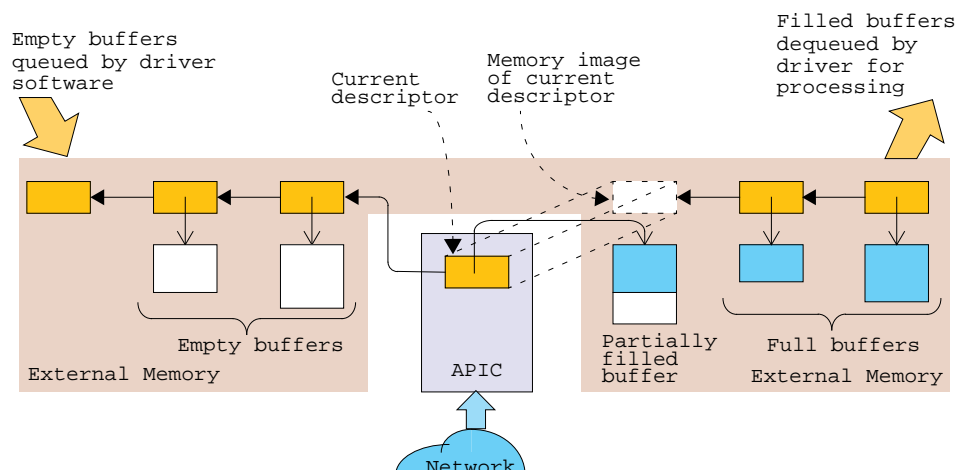 Empty buffers
queued by driver
software
Current
descriptor
Memory image
of current
descriptor
Filled buffers
dequeued by
driver for
processing
Empty buffers
External Memory
APIC
Partially
filled
buffer
Full buffers
External Memory
Network